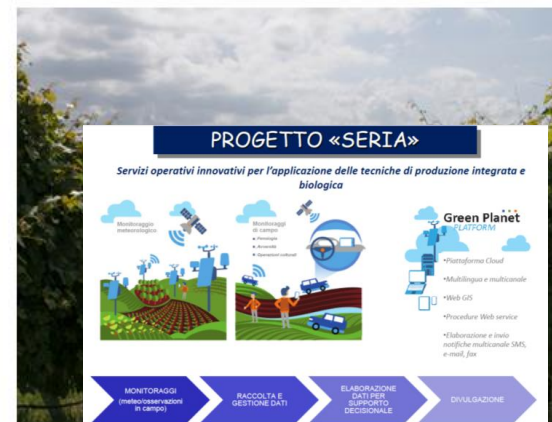 PROGETTO «SERIA»
Servizi operativi innovativi per l'applicazione delle tecniche di produzione integrata e
biologica
Monitoraggio
meteorologico
Monitoraggi
di campo
• Fenologia
• Avversità
• Operazioni colturali
Green Planet
PLATFORM
•Piattaforma Cloud
•Multilingua e multicanale
•Web GIS
•Procedure Web service
•Elaborazione e invio
notifiche multicanale SMS,
e-mail, fax
MONITORAGGI
(meteo/osservazioni
in campo)
RACCOLTA E
GESTIONE DATI
ELABORAZIONE
DATI PER
SUPPORTO
DECISIONALE
DIVULGAZIONE